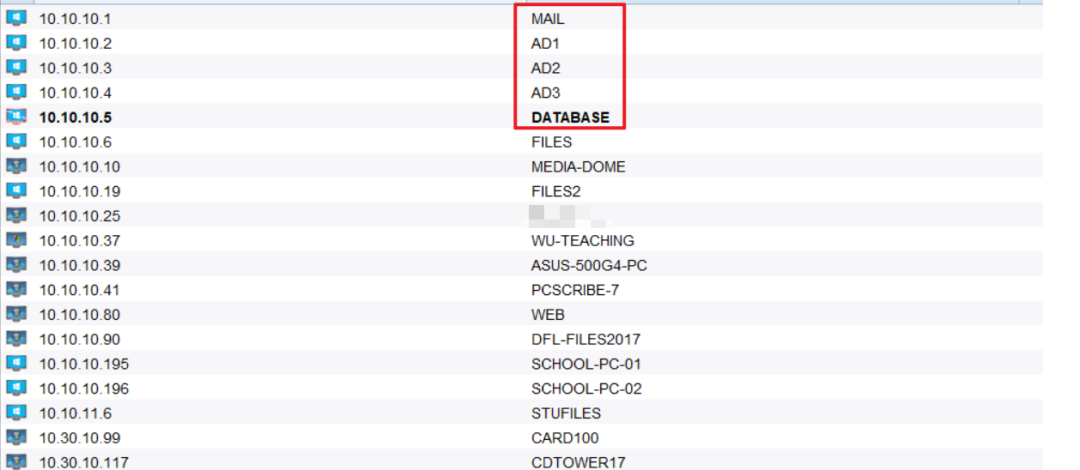 10.10.10.1 MAIL
10.10.10.2 AD1
10.10.10.3 AD2
10.10.10.4 AD3
10.10.10.5 DATABASE
10.10.10.6 FILES
10.10.10.10 MEDIA-DOME
10.10.10.19 FILES2
10.10.10.25
10.10.10.37 WU-TEACHING
10.10.10.39 ASUS-500G4-PC
10.10.10.41 PCSCRIBE-7
10.10.10.80 WEB
10.10.10.90 DFL-FILES2017
10.10.10.195 SCHOOL-PC-01
10.10.10.196 SCHOOL-PC-02
10.10.11.6 STUFILES
10.30.10.99 CARD100
10.30.10.117 CDTOWER17